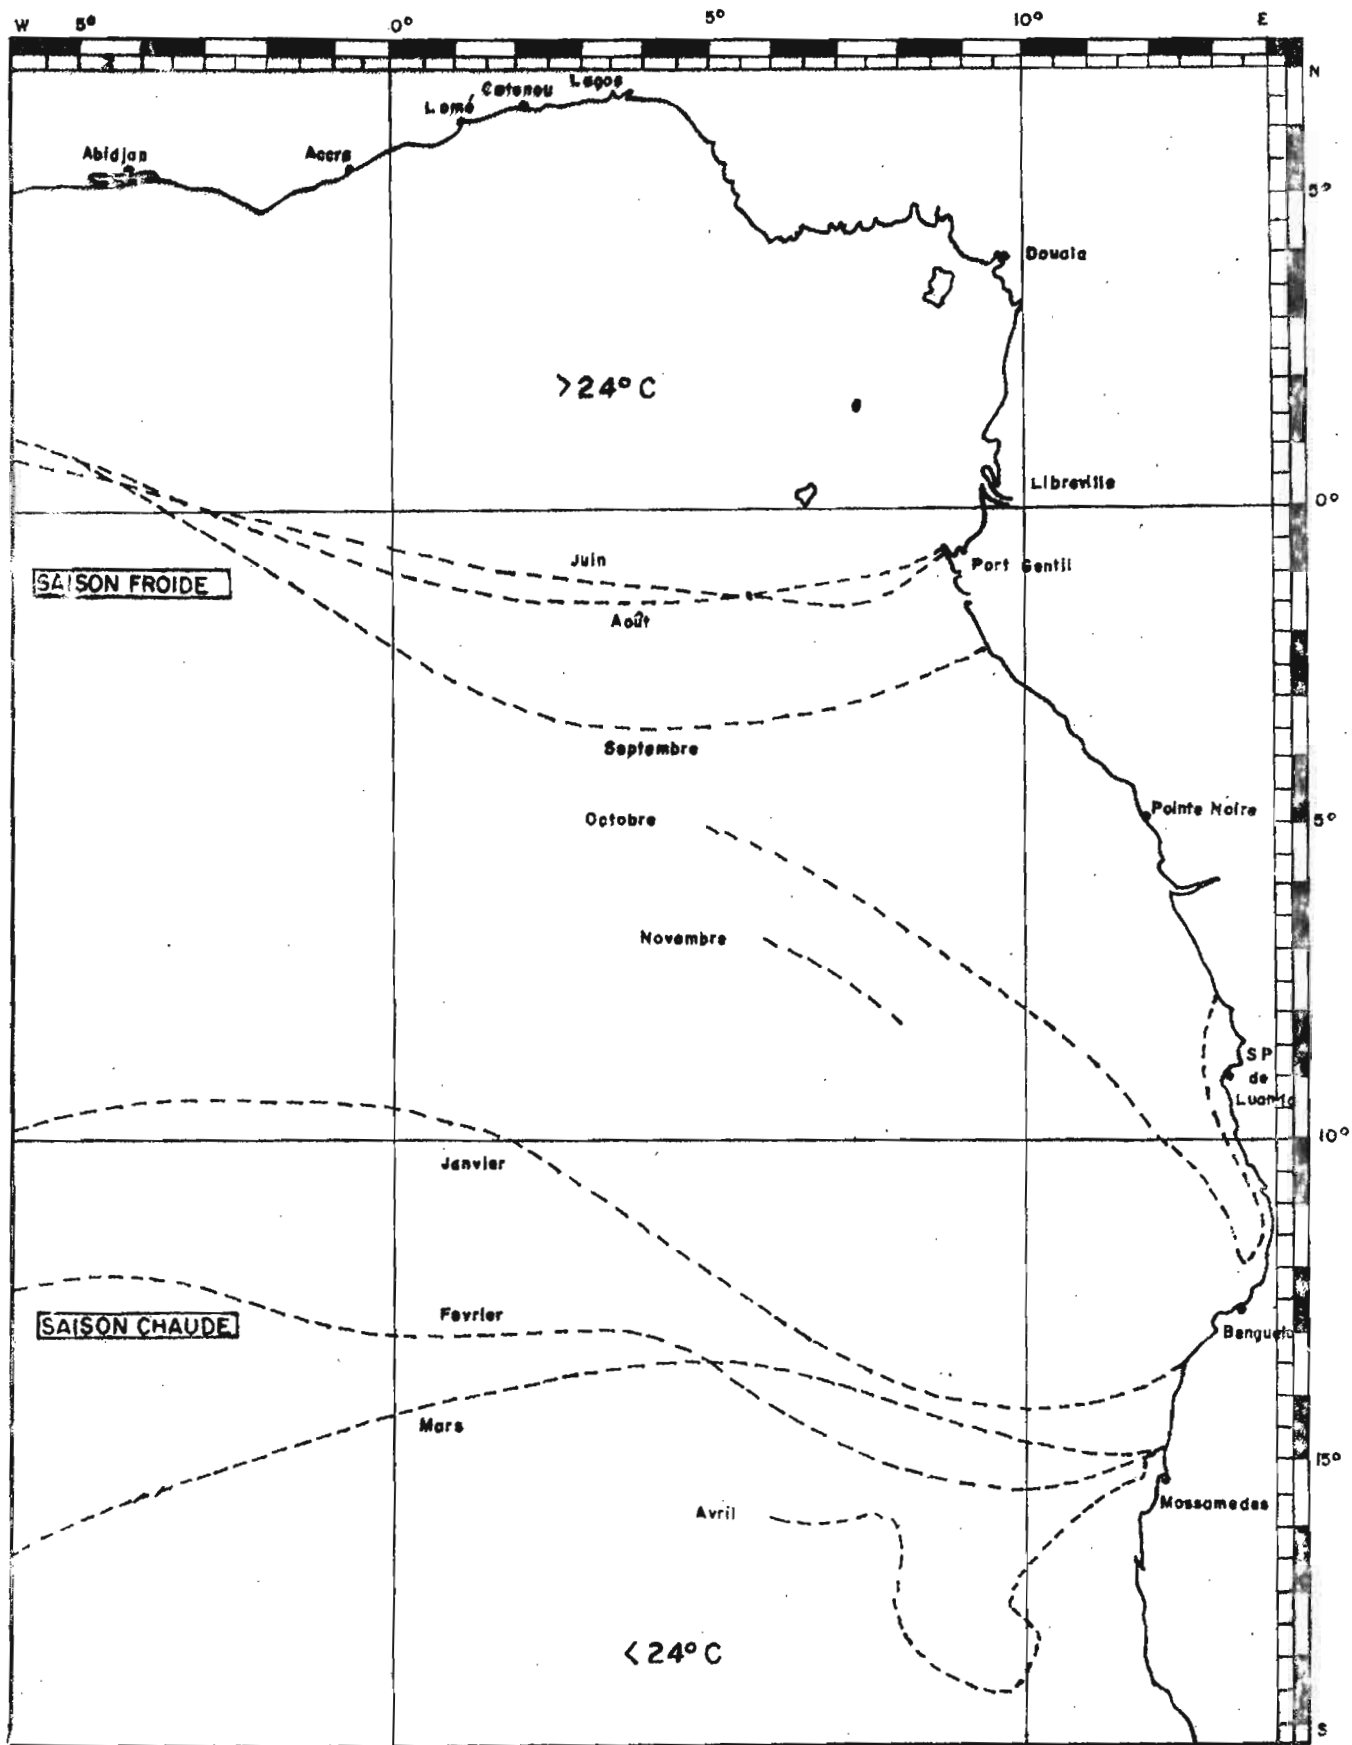 W 5° 0° 5° 10° E
N
Lomé Cotonou Lagos
Abidjan Accra
5°
Douala
>24°C
Libreville
0°
Juin
Port Gentil
SAISON FROIDE
Août
Septembre
Pointe Noire
Octobre
5°
Novembre
SP
de
Luanda
10°
Janvier
Fevrier
SAISON CHAUDE
Benguela
Mars
15°
Mossamedes
Avril
<24°C
S